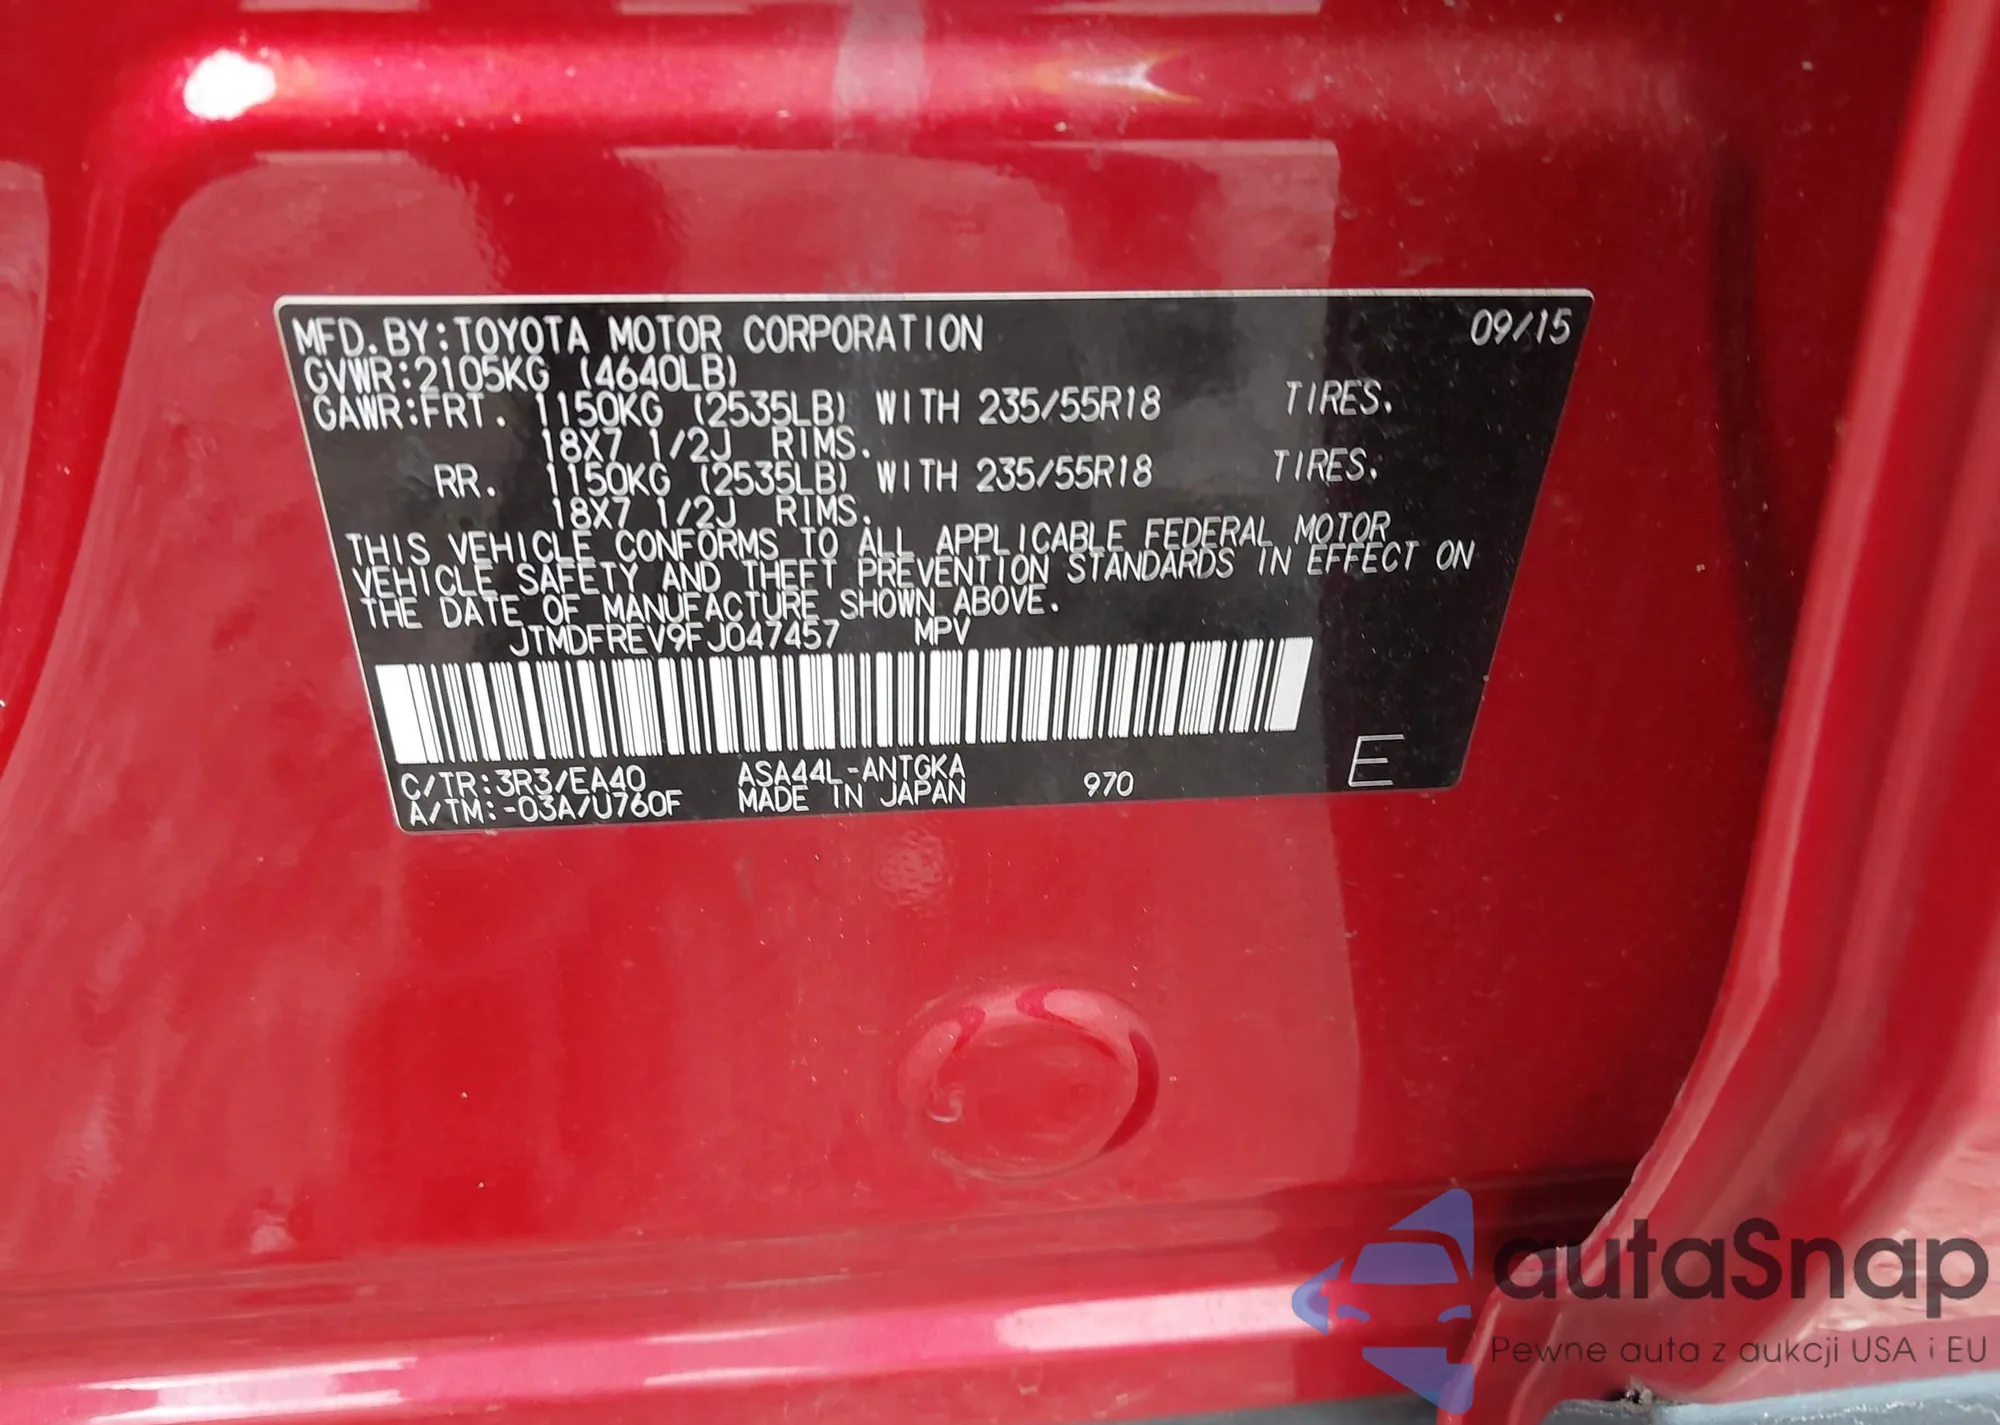 MFD. BY: TOYOTA MOTOR CORPORATION 09/15
GVWR: 2105KG (4640LB)
GAWR: FRT. 1150KG (2535LB) WITH 235/55R18 TIRES.
18X7 1/2J RIMS.
RR. 1150KG (2535LB) WITH 235/55R18 TIRES.
18X7 1/2J RIMS.
THIS VEHICLE CONFORMS TO ALL APPLICABLE FEDERAL MOTOR
VEHICLE SAFETY AND THEFT PREVENTION STANDARDS IN EFFECT ON
THE DATE OF MANUFACTURE SHOWN ABOVE.
JTMDFREV9FJ047457 MPV
C/TR: 3R3/EA40 ASA44L-ANTGKA 970 E
A/TM: -03A/U760F MADE IN JAPAN
autaSnap
Pewne auta z aukcji USA i EU